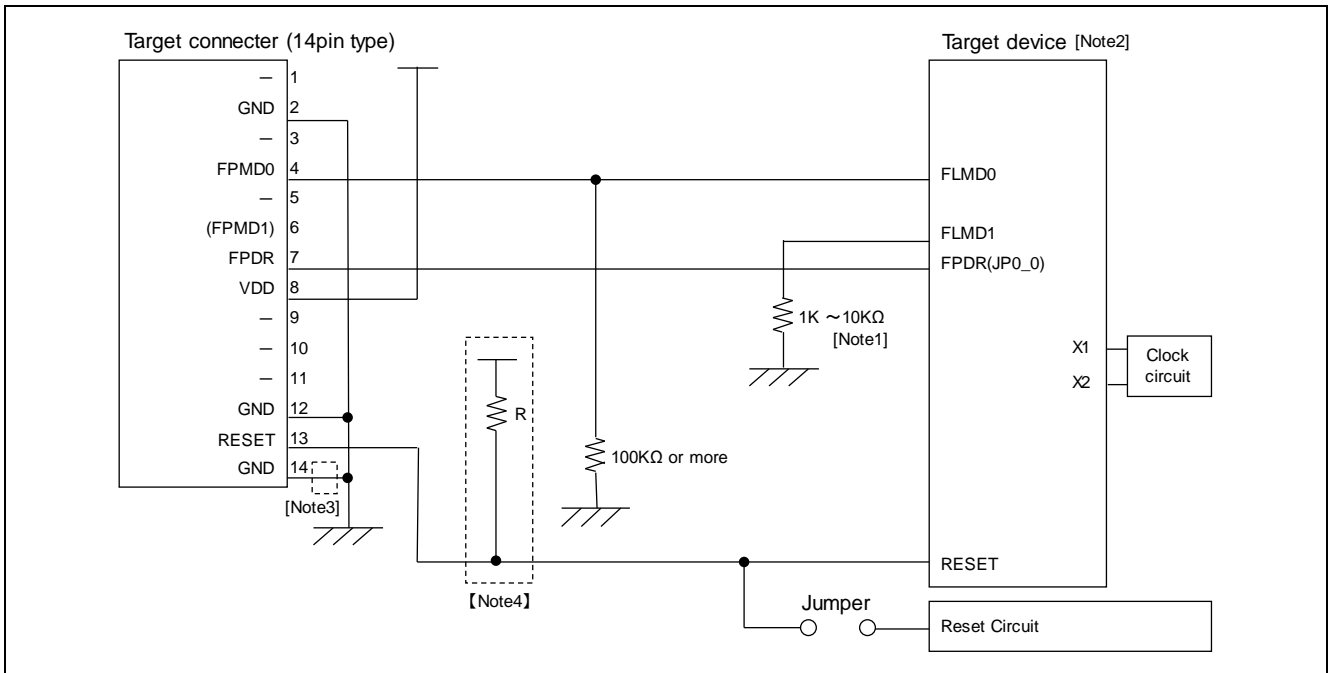 Target connecter (14pin type)
— 1
GND 2
— 3
FPMD0 4
— 5
(FPMD1) 6
FPDR 7
VDD 8
— 9
— 10
— 11
GND 12
RESET 13
GND 14
[Note3]
R
【Note4】
100KΩ or more
1K ～10KΩ
[Note1]
Target device [Note2]
FLMD0
FLMD1
FPDR(JP0_0)
X1
X2
Clock
circuit
RESET
Jumper
Reset Circuit